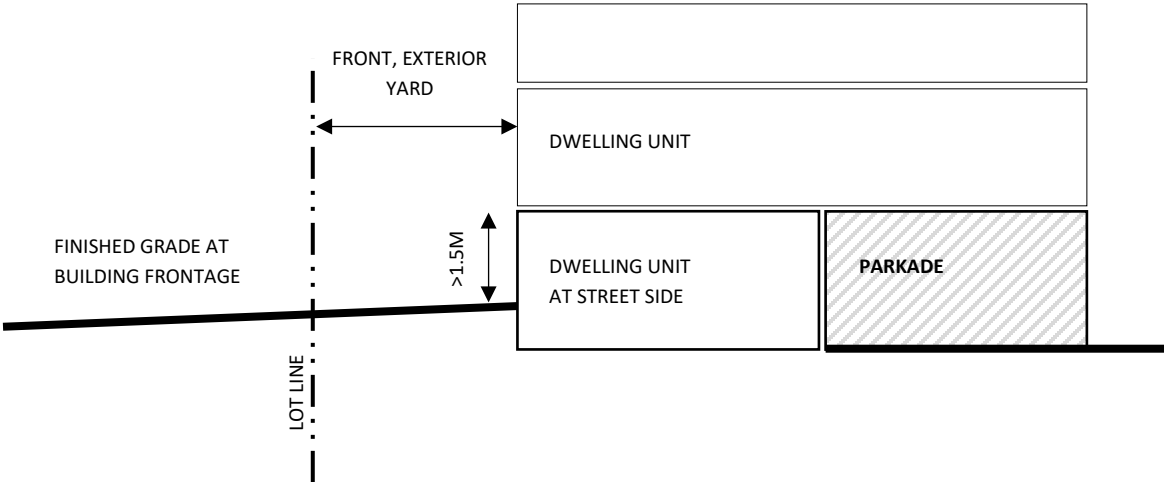 FRONT, EXTERIOR
YARD
DWELLING UNIT
FINISHED GRADE AT
BUILDING FRONTAGE
>1.5M
DWELLING UNIT
AT STREET SIDE
PARKADE
LOT LINE